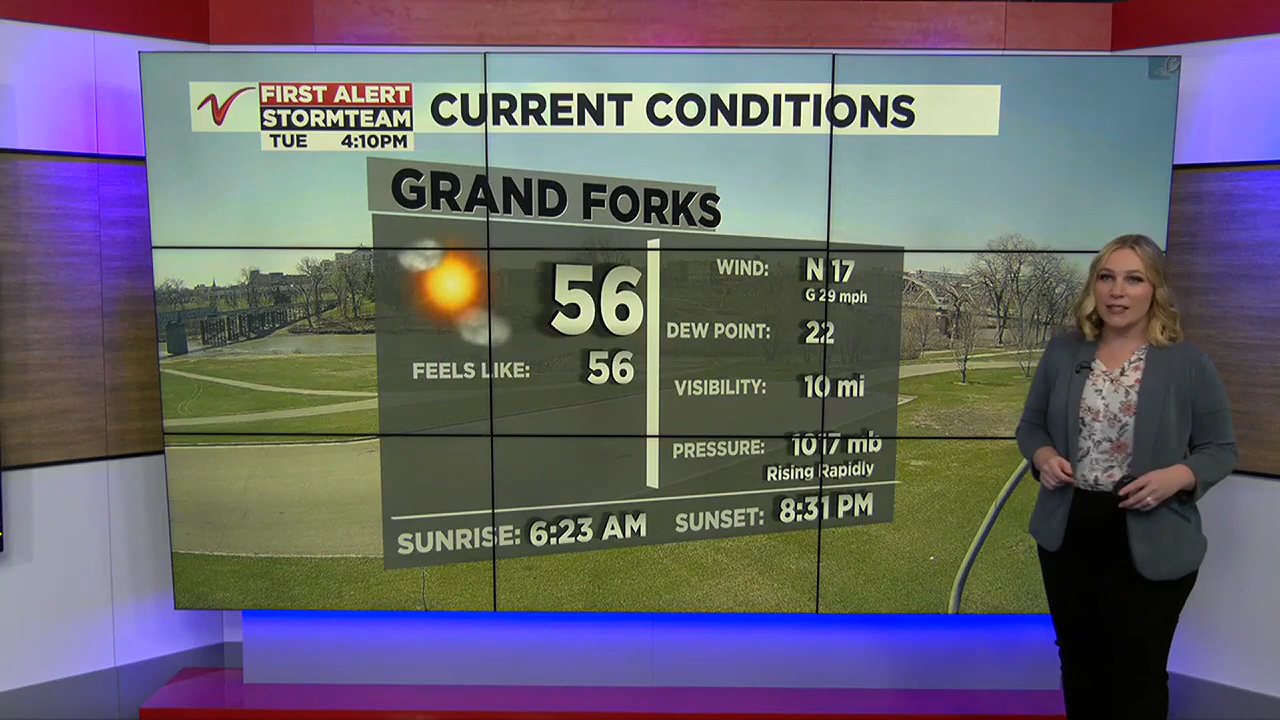 FIRST ALERT
STORMTEAM
TUE 4:10PM
CURRENT CONDITIONS
GRAND FORKS
56
FEELS LIKE: 56
WIND: N 17
G 29 mph
DEW POINT: 22
VISIBILITY: 10 mi
PRESSURE: 1017 mb
Rising Rapidly
SUNRISE: 6:23 AM SUNSET: 8:31 PM